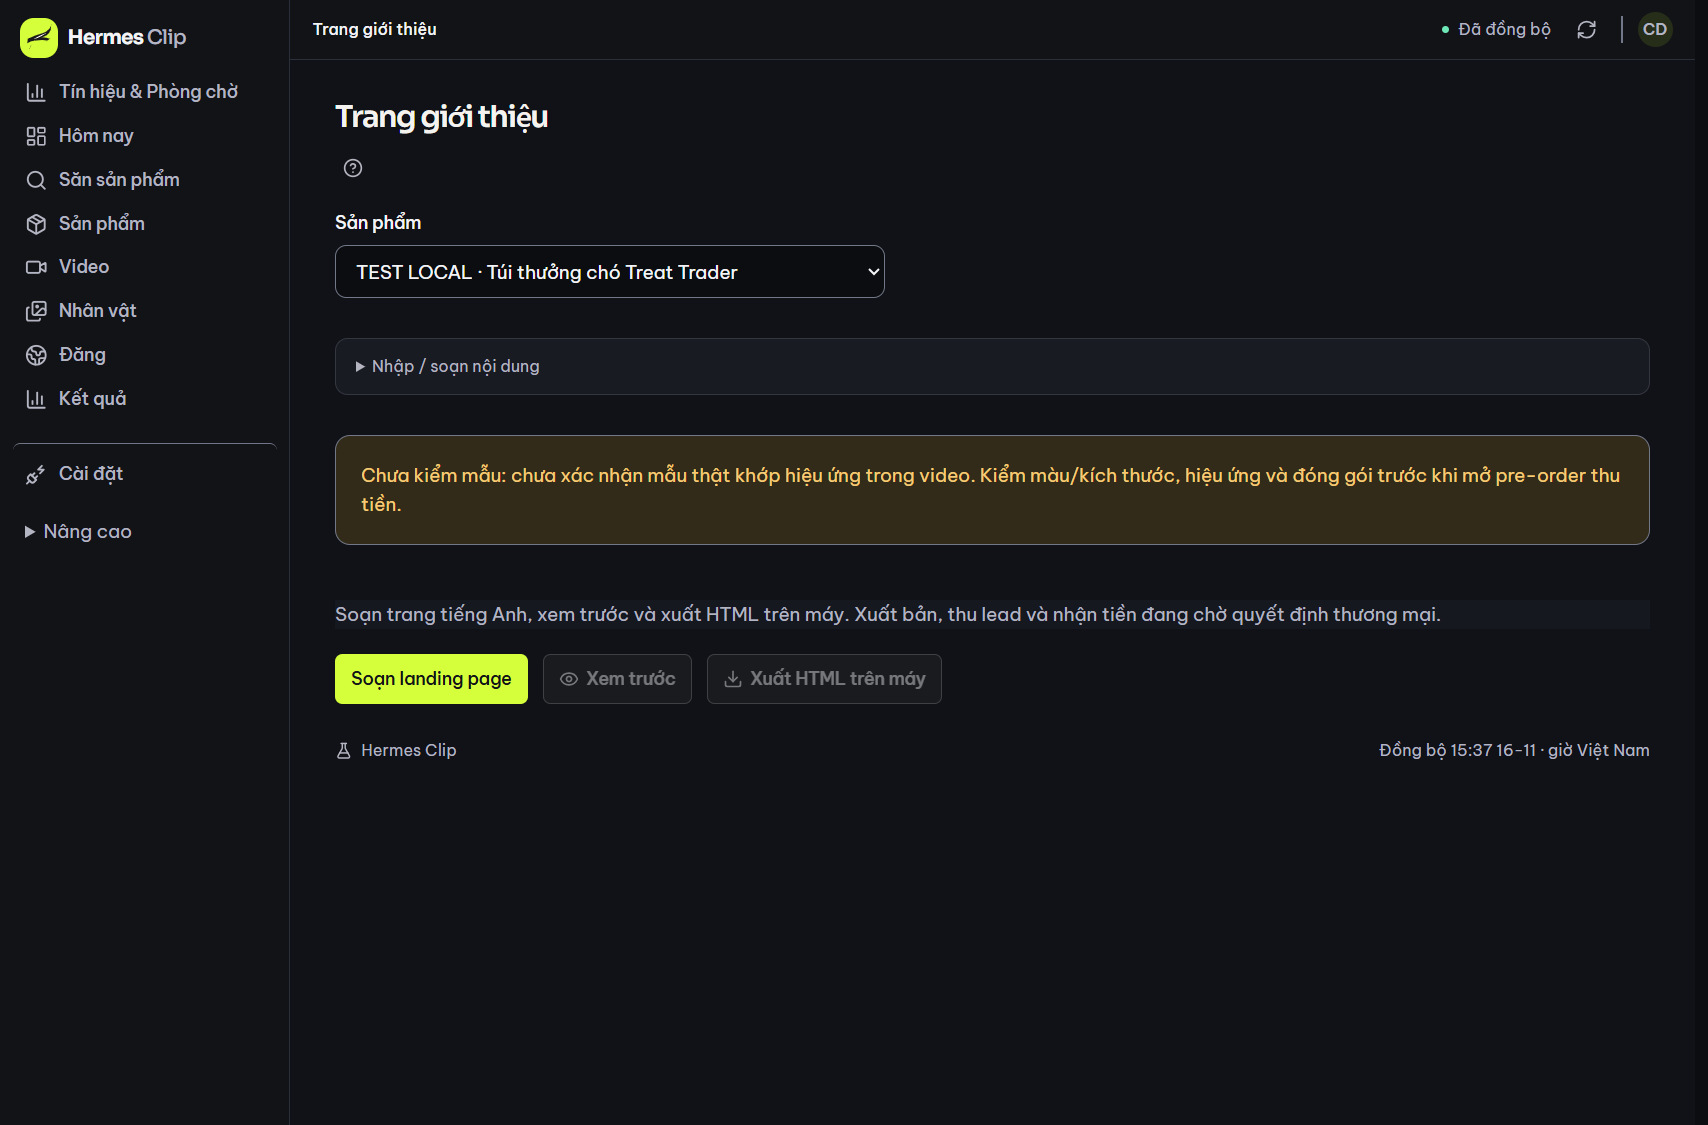 Hermes Clip
Tín hiệu & Phòng chờ
Hôm nay
Săn sản phẩm
Sản phẩm
Video
Nhân vật
Đăng
Kết quả
Cài đặt
Nâng cao
Trang giới thiệu
Đã đồng bộ
CD
Trang giới thiệu
Sản phẩm
TEST LOCAL · Túi thưởng chó Treat Trader
Nhập / soạn nội dung
Chưa kiểm mẫu: chưa xác nhận mẫu thật khớp hiệu ứng trong video. Kiểm màu/kích thước, hiệu ứng và đóng gói trước khi mở pre-order thu
tiền.
Soạn trang tiếng Anh, xem trước và xuất HTML trên máy. Xuất bản, thu lead và nhận tiền đang chờ quyết định thương mại.
Soạn landing page
Xem trước
Xuất HTML trên máy
Hermes Clip
Đồng bộ 15:37 16-11 · giờ Việt Nam